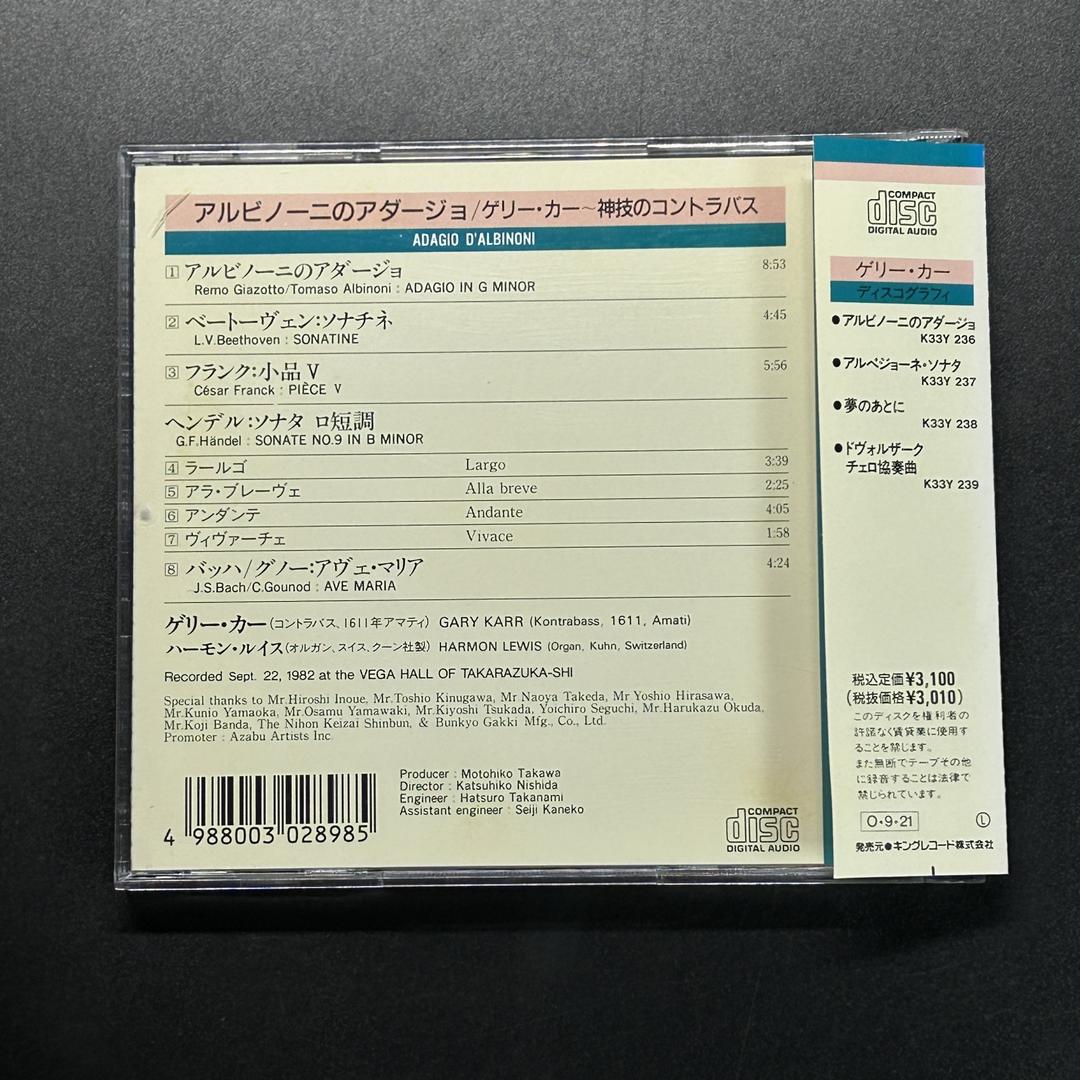 アルビノーニのアダージョ/ゲリー・カー~神技のコントラバス
ADAGIO D'ALBINONI
1 アルビノーニのアダージョ 8:53
Remo Giazotto/Tomaso Albinoni : ADAGIO IN G MINOR
2 ベートーヴェン:ソナチネ 4:45
L.V.Beethoven : SONATINE
3 フランク:小品 V 5:56
César Franck : PIÈCE V
ヘンデル:ソナタ ロ短調
G.F.Händel : SONATE NO.9 IN B MINOR
4 ラールゴ Largo 3:39
5 アラ・ブレーヴェ Alla breve 2:25
6 アンダンテ Andante 4:05
7 ヴィヴァーチェ Vivace 1:58
8 バッハ/グノー:アヴェ・マリア 4:24
J.S.Bach/C.Gounod : AVE MARIA
ゲリー・カー(コントラバス、1611年アマティ) GARY KARR (Kontrabass, 1611, Amati)
ハーモン・ルイス(オルガン、スイス、クーン社製) HARMON LEWIS (Organ, Kuhn, Switzerland)
Recorded Sept. 22, 1982 at the VEGA HALL OF TAKARAZUKA-SHI
Special thanks to Mr.Hiroshi Inoue, Mr.Toshio Kinugawa, Mr Naoya Takeda, Mr Yoshio Hirasawa,
Mr.Kunio Yamaoka, Mr.Osamu Yamawaki, Mr.Kiyoshi Tsukada, Yoichiro Seguchi, Mr.Harukazu Okuda,
Mr.Koji Banda, The Nihon Keizai Shinbun, & Bunkyo Gakki Mfg., Co., Ltd.
Promoter : Azabu Artists Inc.
Producer : Motohiko Takawa
Director : Katsuhiko Nishida
Engineer : Hatsuro Takanami
Assistant engineer : Seiji Kaneko
4 988003 028985
COMPACT
disc
DIGITAL AUDIO
COMPACT
disc
DIGITAL AUDIO
ゲリー・カー
ディスコグラフィ
●アルビノーニのアダージョ
K33Y 236
●アルペジョーネ・ソナタ
K33Y 237
●夢のあとに
K33Y 238
●ドヴォルザーク
チェロ協奏曲
K33Y 239
税込定価¥3,100
(税抜価格¥3,010)
このディスクを権利者の
許諾なく賃貸業に使用す
ることを禁じます。
また無断でテープその他
に録音することは法律で
禁じられています。
O・9・21 Ⓛ
発売元●キングレコード株式会社